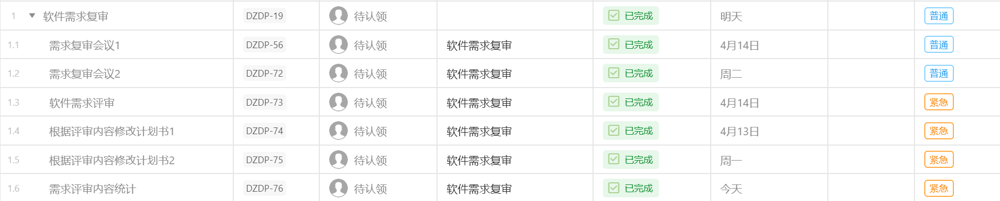 1 软件需求复审 DZDP-19 待认领 已完成 明天 普通
1.1 需求复审会议1 DZDP-56 待认领 软件需求复审 已完成 4月14日 普通
1.2 需求复审会议2 DZDP-72 待认领 软件需求复审 已完成 周二 普通
1.3 软件需求评审 DZDP-73 待认领 软件需求复审 已完成 4月14日 紧急
1.4 根据评审内容修改计划书1 DZDP-74 待认领 软件需求复审 已完成 4月13日 紧急
1.5 根据评审内容修改计划书2 DZDP-75 待认领 软件需求复审 已完成 周一 紧急
1.6 需求评审内容统计 DZDP-76 待认领 软件需求复审 已完成 今天 紧急